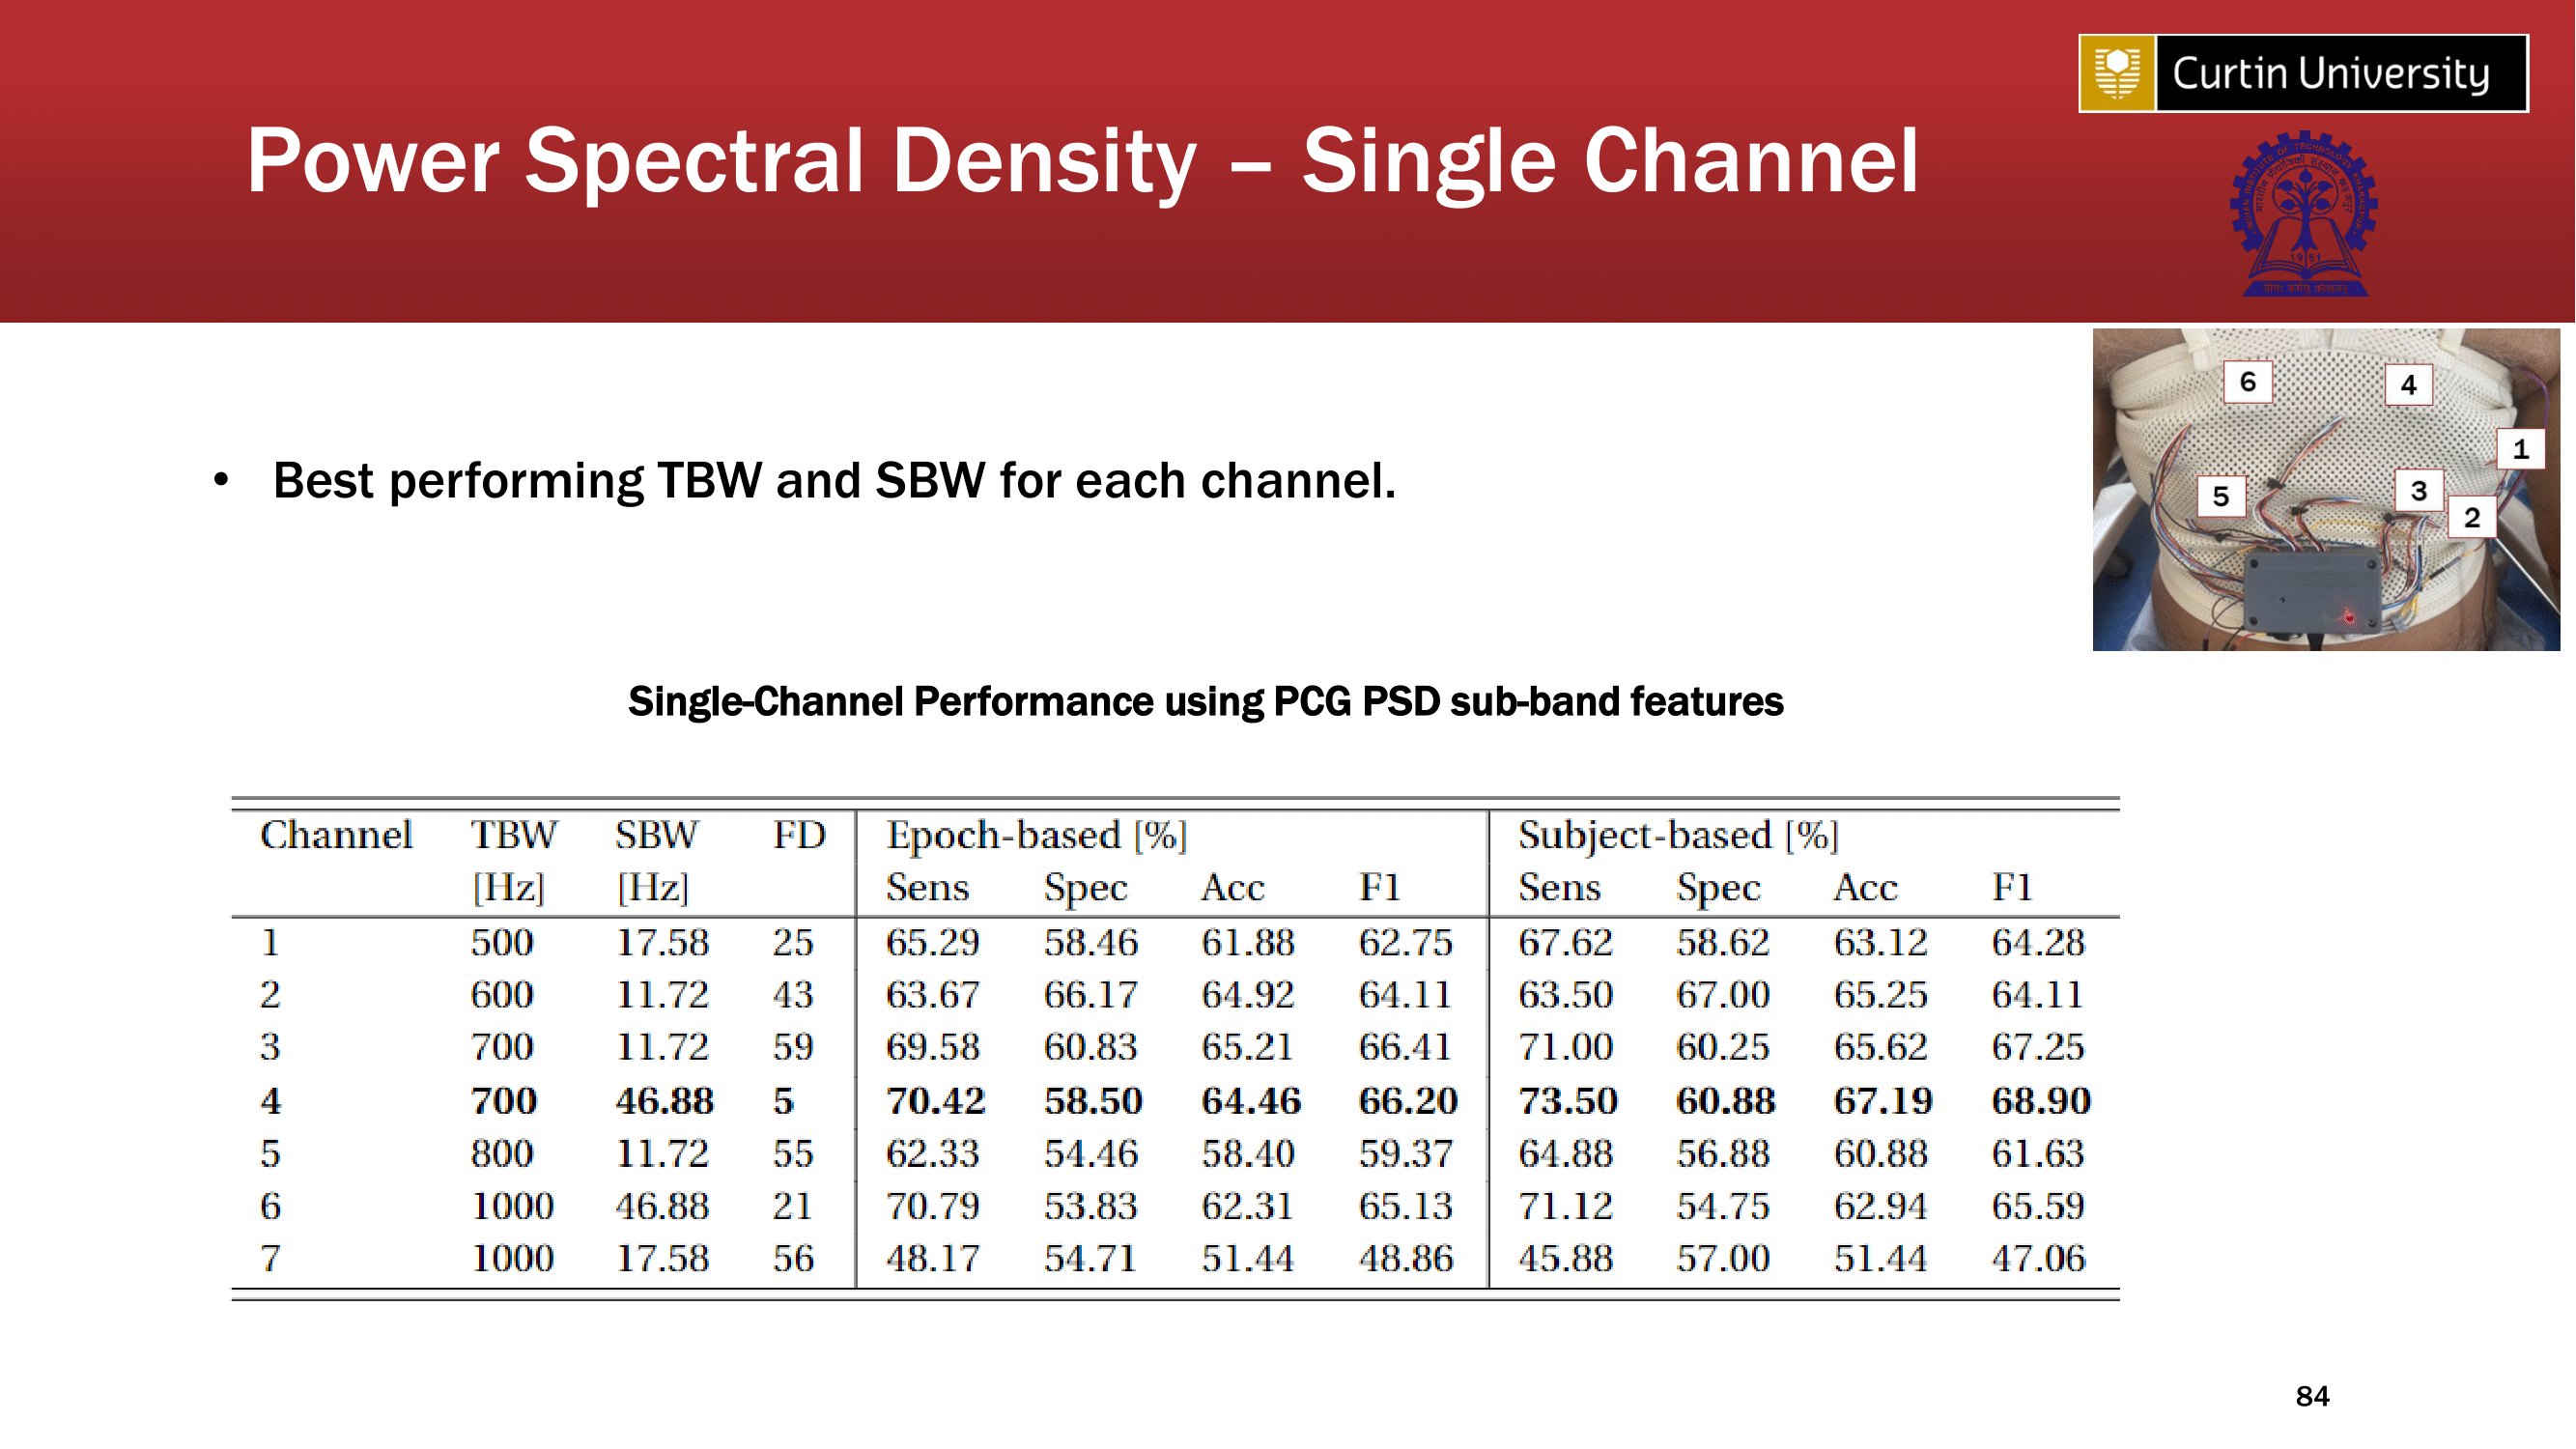 Curtin University
Power Spectral Density – Single Channel
INDIAN INSTITUTE OF TECHNOLOGY KHARAGPUR
1951
योगः कर्मसु कौशलम्
6
4
1
• Best performing TBW and SBW for each channel.
5
3
2
Single-Channel Performance using PCG PSD sub-band features
Channel TBW SBW FD Epoch-based [%] Subject-based [%]
[Hz] [Hz] Sens Spec Acc F1 Sens Spec Acc F1
1 500 17.58 25 65.29 58.46 61.88 62.75 67.62 58.62 63.12 64.28
2 600 11.72 43 63.67 66.17 64.92 64.11 63.50 67.00 65.25 64.11
3 700 11.72 59 69.58 60.83 65.21 66.41 71.00 60.25 65.62 67.25
4 700 46.88 5 70.42 58.50 64.46 66.20 73.50 60.88 67.19 68.90
5 800 11.72 55 62.33 54.46 58.40 59.37 64.88 56.88 60.88 61.63
6 1000 46.88 21 70.79 53.83 62.31 65.13 71.12 54.75 62.94 65.59
7 1000 17.58 56 48.17 54.71 51.44 48.86 45.88 57.00 51.44 47.06
84